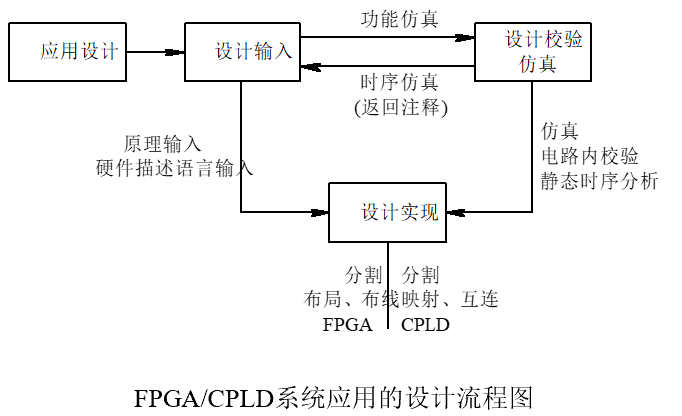 应用设计
设计输入
功能仿真
时序仿真
(返回注释)
设计校验
仿真
原理输入
硬件描述语言输入
仿真
电路内校验
静态时序分析
设计实现
分割 分割
布局、布线映射、互连
FPGA CPLD
FPGA/CPLD系统应用的设计流程图